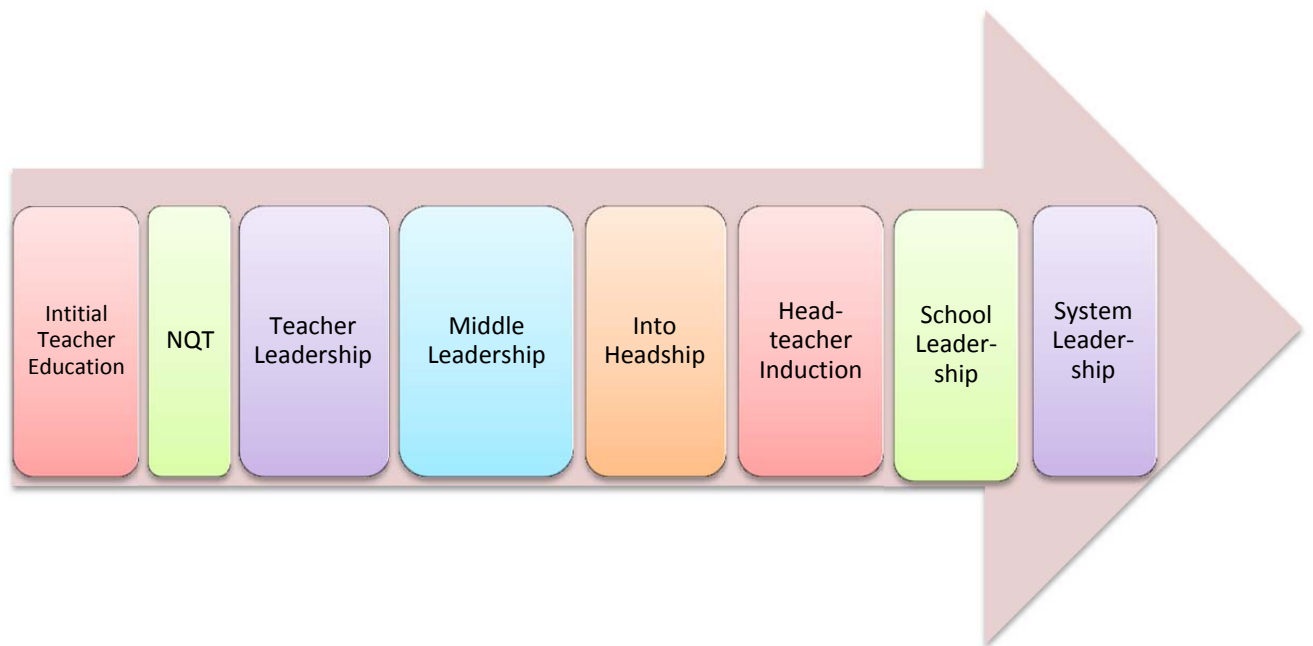 Intitial
Teacher
Education
NQT
Teacher
Leadership
Middle
Leadership
Into
Headship
Head-
teacher
Induction
School
Leader-
ship
System
Leader-
ship